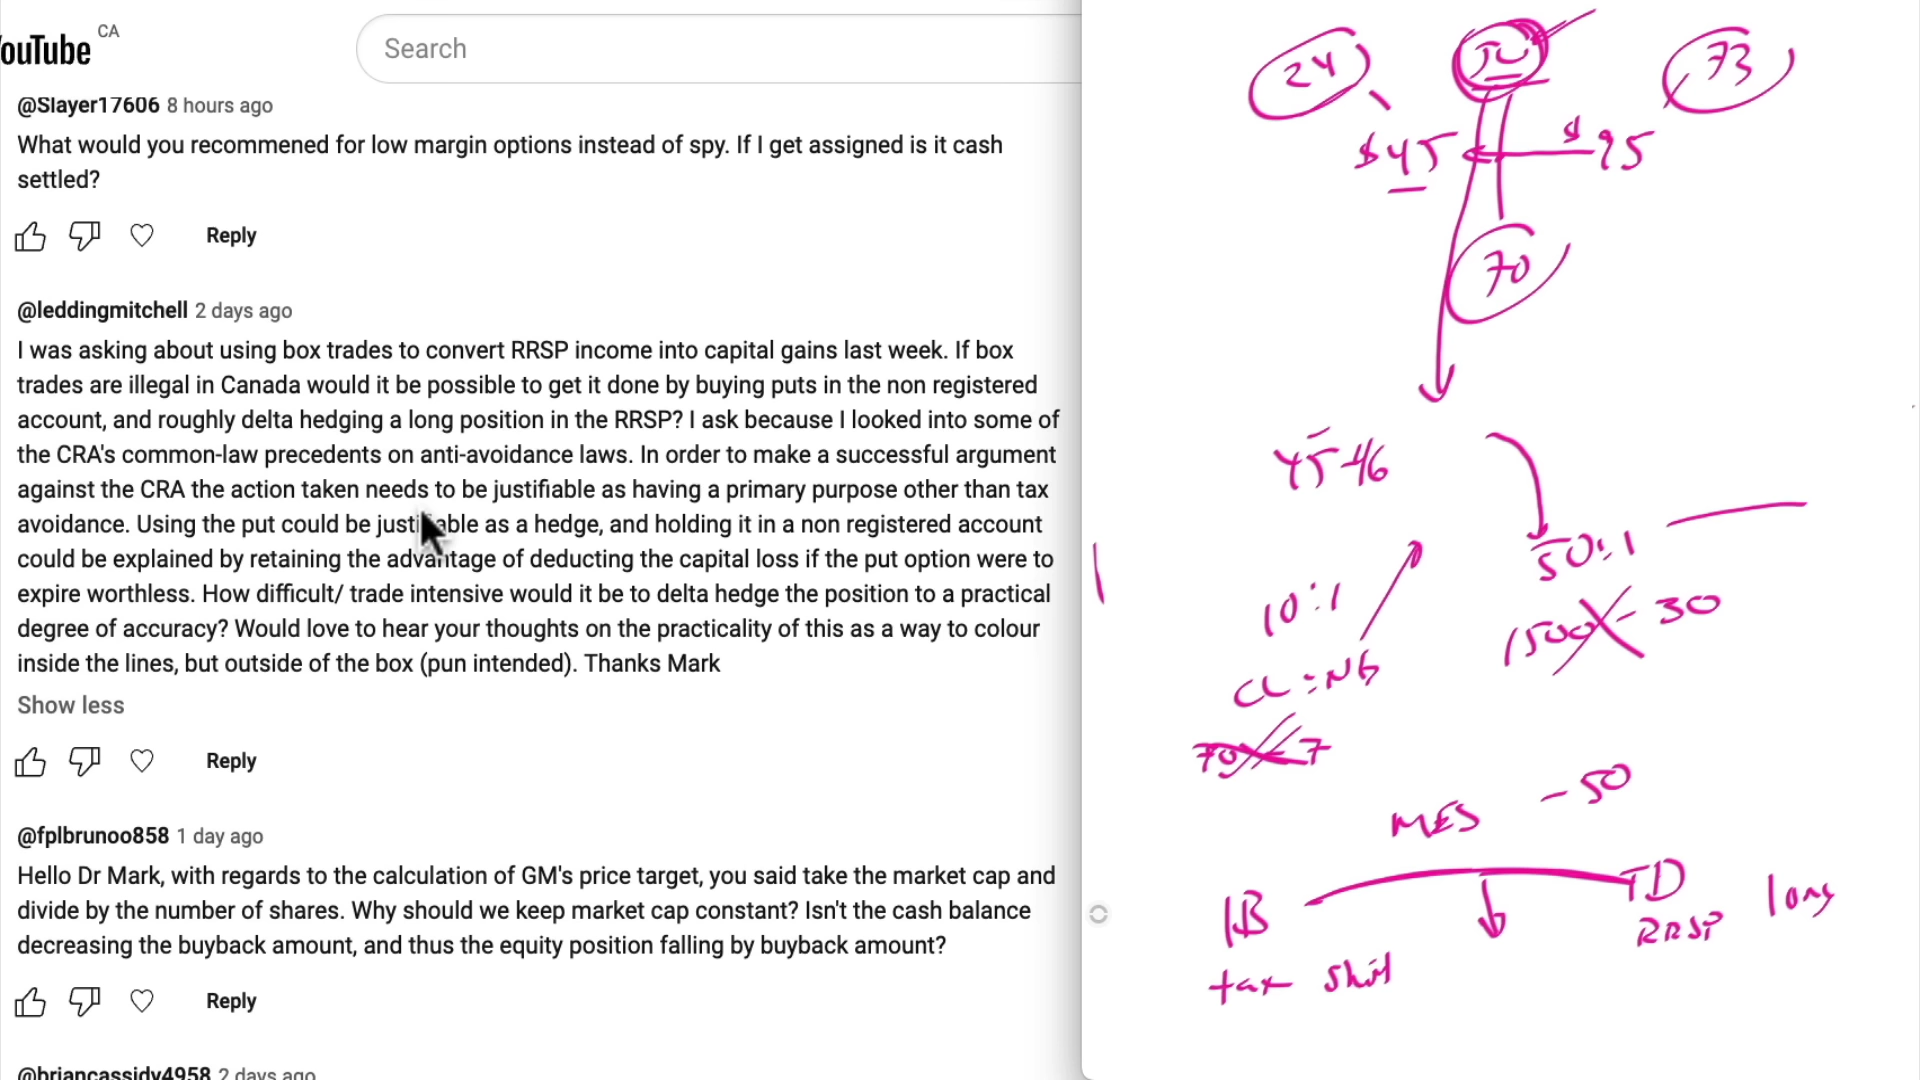 ouTube CA
Search
@Slayer17606 8 hours ago
What would you recommened for low margin options instead of spy. If I get assigned is it cash
settled?
Reply
@leddingmitchell 2 days ago
I was asking about using box trades to convert RRSP income into capital gains last week. If box
trades are illegal in Canada would it be possible to get it done by buying puts in the non registered
account, and roughly delta hedging a long position in the RRSP? I ask because I looked into some of
the CRA's common-law precedents on anti-avoidance laws. In order to make a successful argument
against the CRA the action taken needs to be justifiable as having a primary purpose other than tax
avoidance. Using the put could be justifiable as a hedge, and holding it in a non registered account
could be explained by retaining the advantage of deducting the capital loss if the put option were to
expire worthless. How difficult/ trade intensive would it be to delta hedge the position to a practical
degree of accuracy? Would love to hear your thoughts on the practicality of this as a way to colour
inside the lines, but outside of the box (pun intended). Thanks Mark
Show less
Reply
@fplbrunoo858 1 day ago
Hello Dr Mark, with regards to the calculation of GM's price target, you said take the market cap and
divide by the number of shares. Why should we keep market cap constant? Isn't the cash balance
decreasing the buyback amount, and thus the equity position falling by buyback amount?
Reply
@briancassidy4958 2 days ago
24 73
$45 $95
70
50:1
10:1
1500 - 30
70 - 7
MES - 50
IB TD long
RRSP
tax